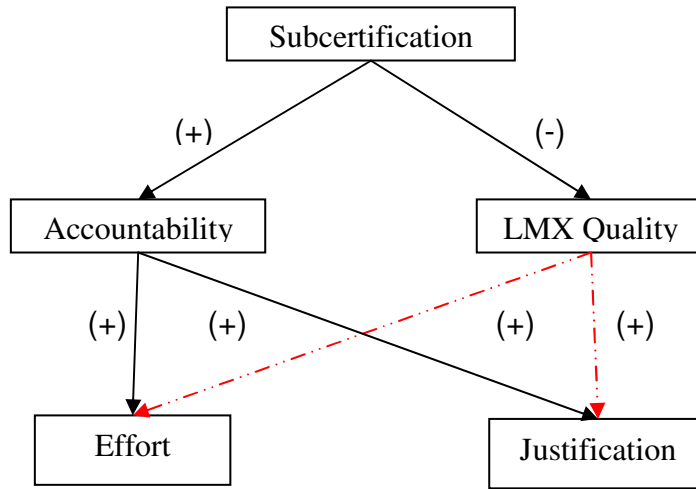 Subcertification
(+)
(-)
Accountability
LMX Quality
(+)
(+)
(+)
(+)
Effort
Justification